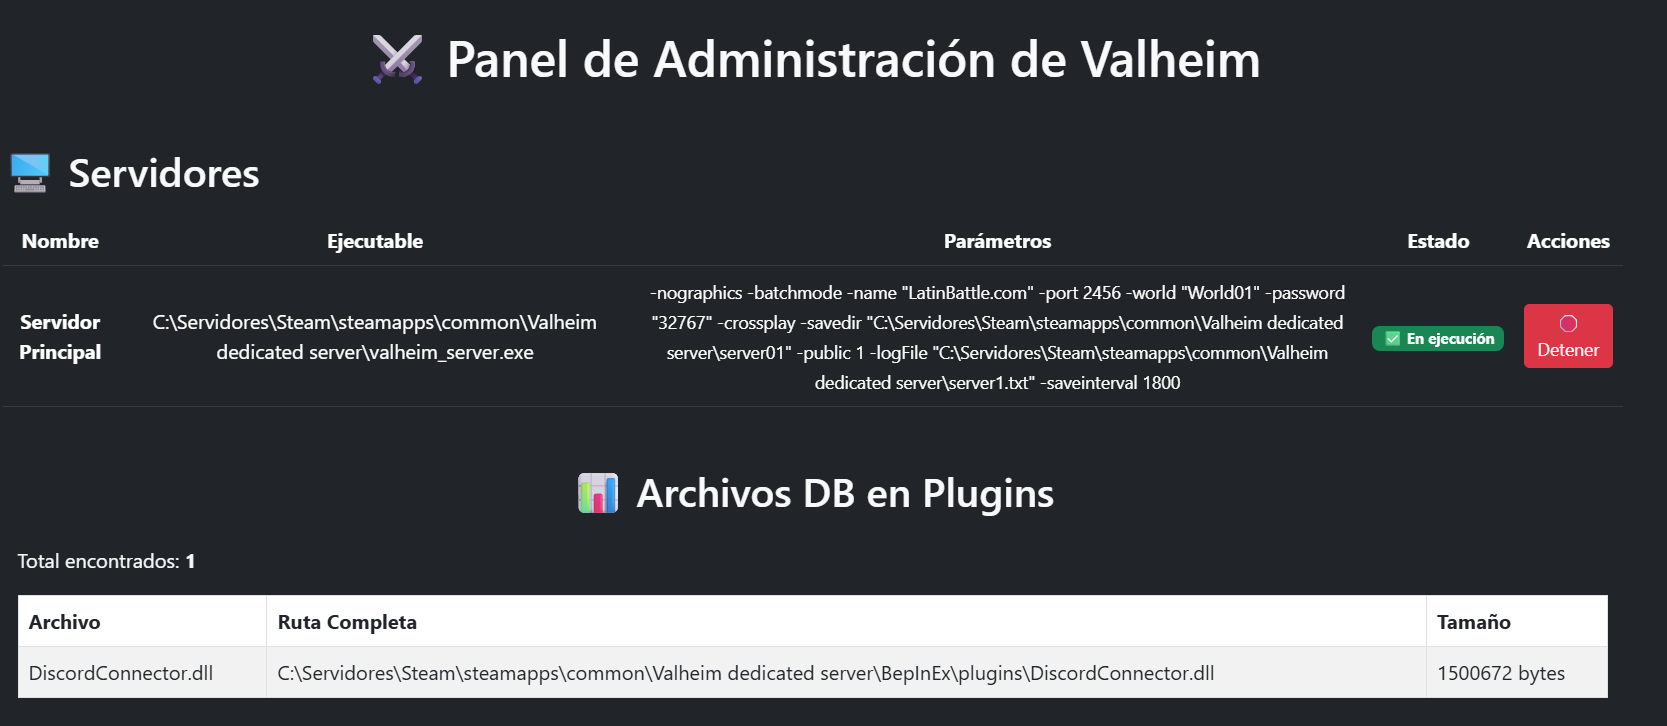 Panel de Administración de Valheim
Servidores
Nombre Ejecutable Parámetros Estado Acciones
Servidor Principal
C:\Servidores\Steam\steamapps\common\Valheim
dedicated server\valheim_server.exe
-nographics -batchmode -name "LatinBattle.com" -port 2456 -world "World01" -password
"32767" -crossplay -savedir "C:\Servidores\Steam\steamapps\common\Valheim dedicated
server\server01" -public 1 -logFile "C:\Servidores\Steam\steamapps\common\Valheim
dedicated server\server1.txt" -saveinterval 1800
En ejecución
Detener
Archivos DB en Plugins
Total encontrados: 1
Archivo Ruta Completa Tamaño
DiscordConnector.dll C:\Servidores\Steam\steamapps\common\Valheim dedicated server\BepInEx\plugins\DiscordConnector.dll 1500672 bytes